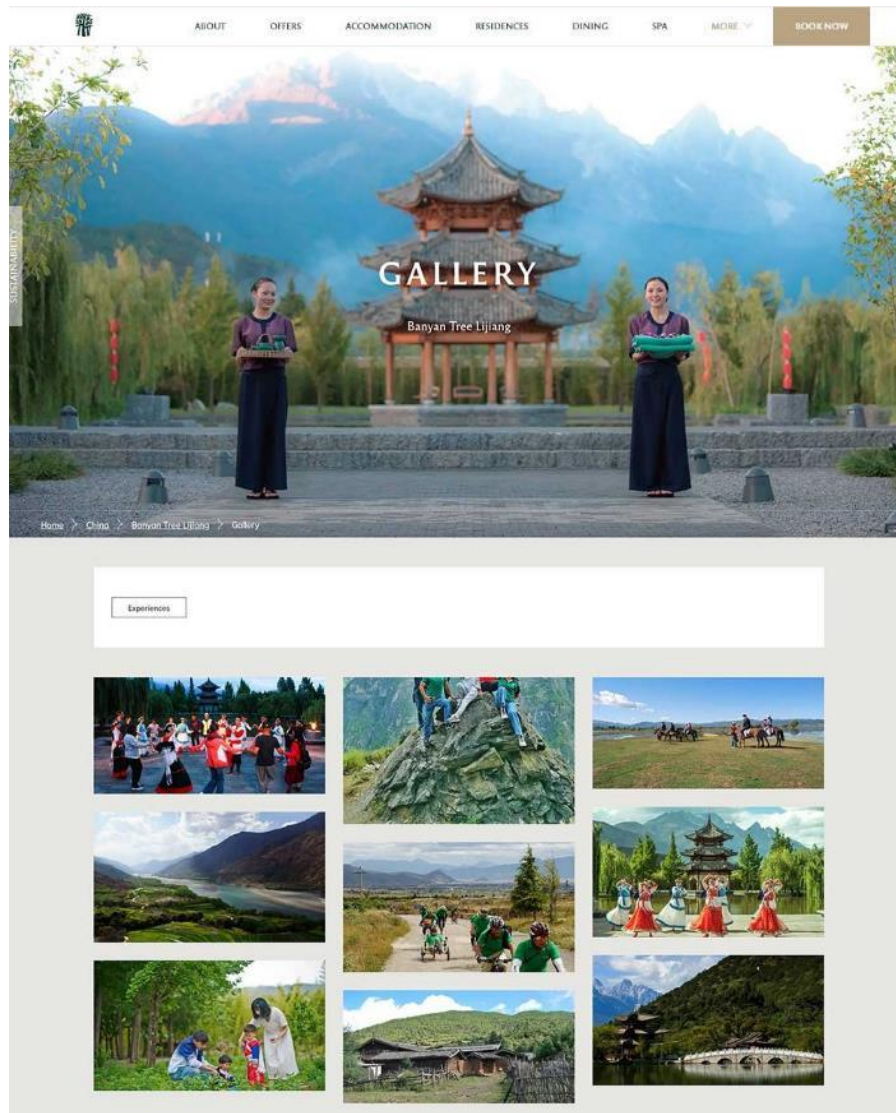 ABOUT OFFERS ACCOMMODATION RESIDENCES DINING SPA MORE BOOK NOW
SUSTAINABILITY
GALLERY
Banyan Tree Lijiang
Home > China > Banyan Tree Lijiang > Gallery
Experiences